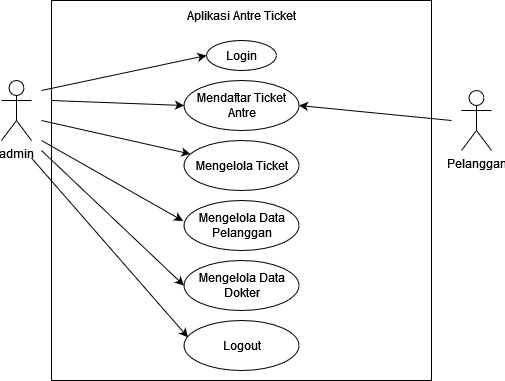 Aplikasi Antre Ticket
Login
Mendaftar Ticket
Antre
admin
Pelanggan
Mengelola Ticket
Mengelola Data
Pelanggan
Mengelola Data
Dokter
Logout